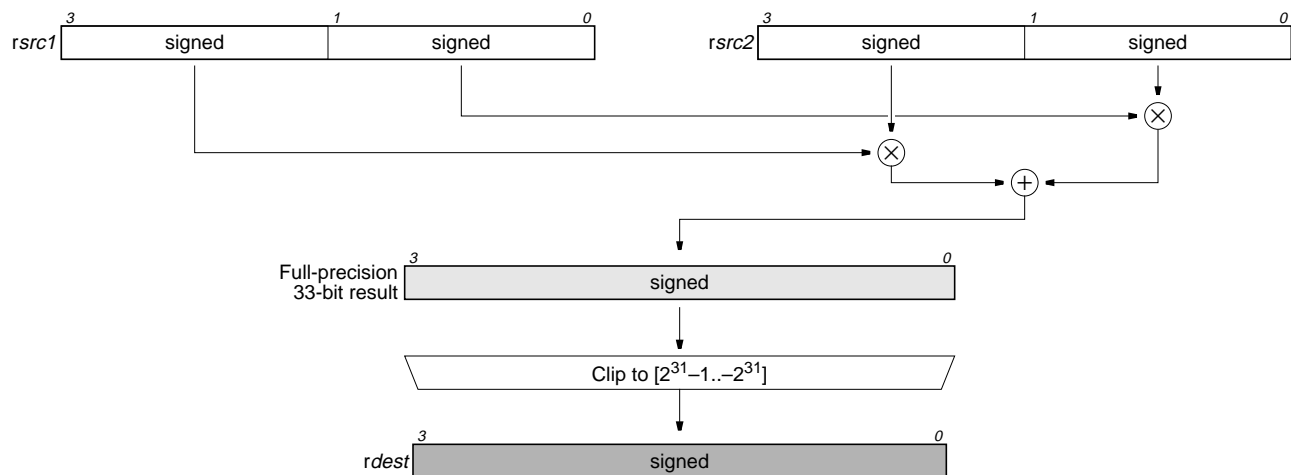 3 1 0 3 1 0
rsrc1 signed signed rsrc2 signed signed
×
×
+
3 0
Full-precision
33-bit result
signed
Clip to [2³¹–1..–2³¹]
3 0
rdest signed